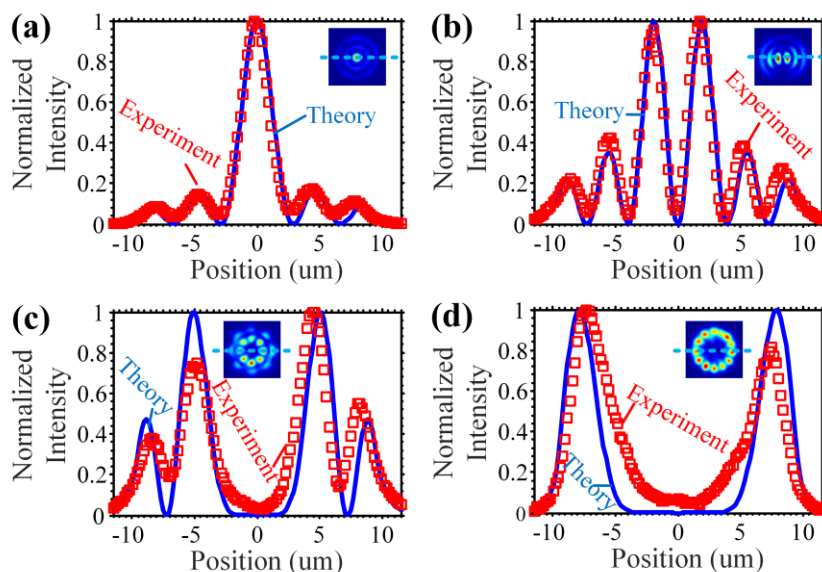 (a)
Normalized
Intensity
1
0.8
0.6
0.4
0.2
0
Experiment
Theory
-10 -5 0 5 10
Position (um)
(b)
Normalized
Intensity
1
0.8
0.6
0.4
0.2
0
Theory
Experiment
-10 -5 0 5 10
Position (um)
(c)
Normalized
Intensity
1
0.8
0.6
0.4
0.2
0
Theory
Experiment
-10 -5 0 5 10
Position (um)
(d)
Normalized
Intensity
1
0.8
0.6
0.4
0.2
0
Experiment
Theory
-10 -5 0 5 10
Position (um)